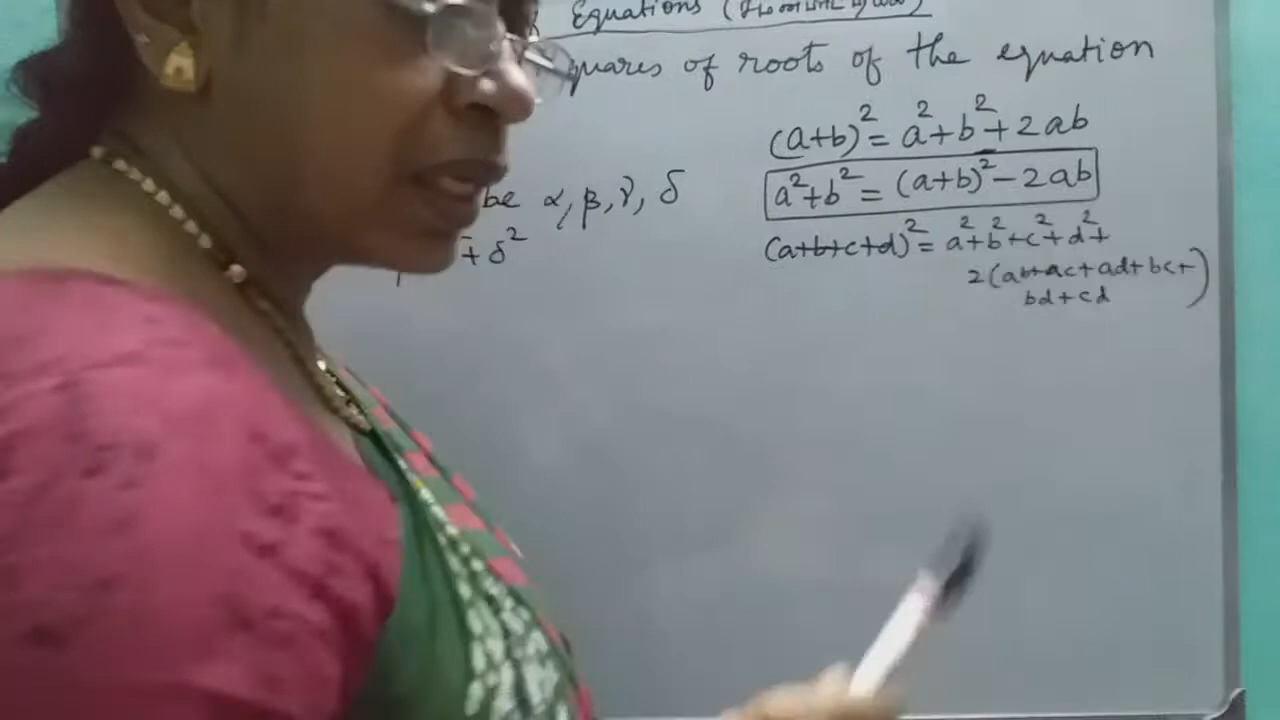 Equations (
quares of roots of the equation
(a+b)² = a²+b²+2ab
a²+b² = (a+b)²-2ab
be α, β, γ, δ
+ δ²
(a+b+c+d)² = a²+b²+c²+d²+
2(ab+ac+ad+bc+
bd+cd)